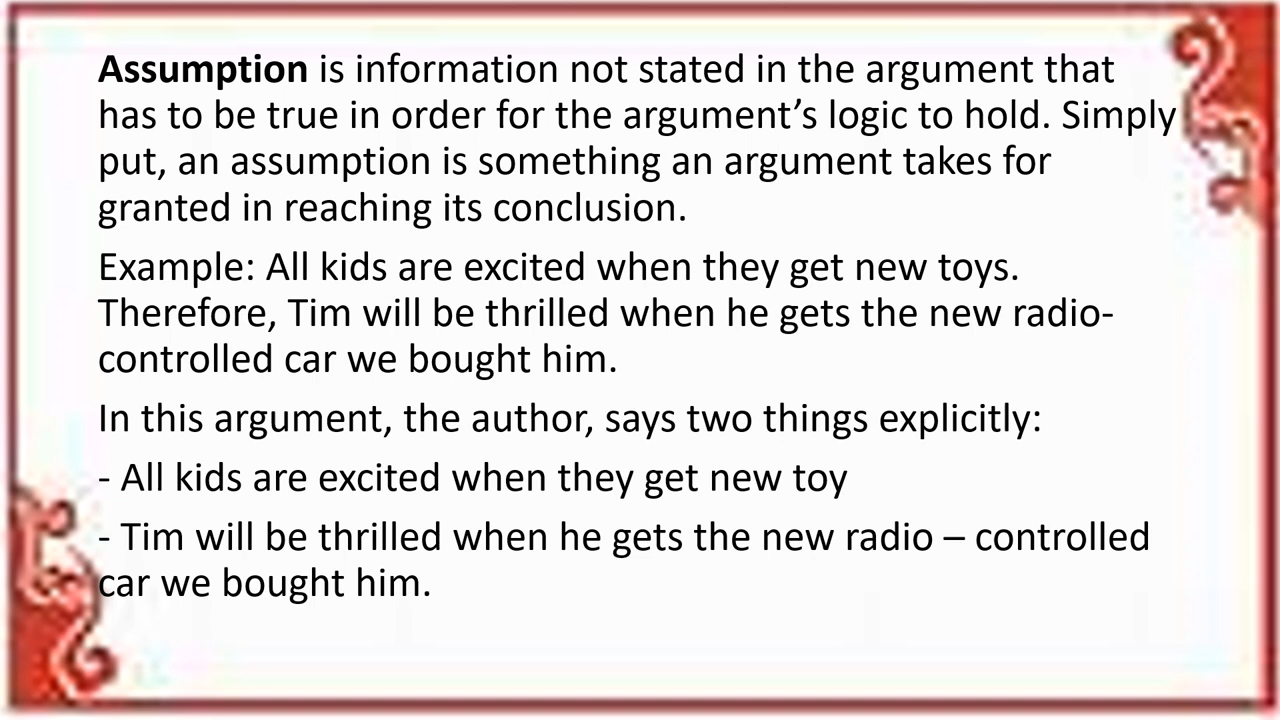 Assumption is information not stated in the argument that
has to be true in order for the argument’s logic to hold. Simply
put, an assumption is something an argument takes for
granted in reaching its conclusion.
Example: All kids are excited when they get new toys.
Therefore, Tim will be thrilled when he gets the new radio-
controlled car we bought him.
In this argument, the author, says two things explicitly:
- All kids are excited when they get new toy
- Tim will be thrilled when he gets the new radio – controlled
car we bought him.